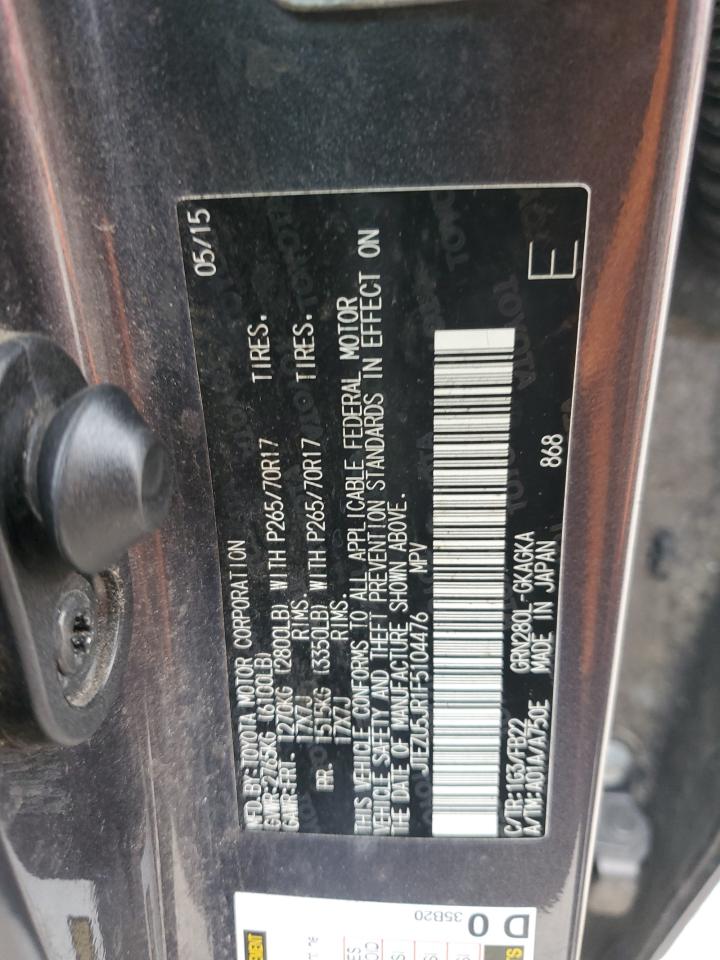 MFD.BY:TOYOTA MOTOR CORPORATION 05/15
GVWR:2765KG (6100LB)
GAWR:FRT. 1270KG (2800LB) WITH P265/70R17 TIRES.
17X7J RIMS.
RR. 1515KG (3350LB) WITH P265/70R17 TIRES.
17X7J RIMS.
THIS VEHICLE CONFORMS TO ALL APPLICABLE FEDERAL MOTOR
VEHICLE SAFETY AND THEFT PREVENTION STANDARDS IN EFFECT ON
THE DATE OF MANUFACTURE SHOWN ABOVE.
JTEZU5JR1F5104476 MPV
C/TR:1G3/FB22 GRN280L-GKAGKA 868
A/TM:A01A/A750E MADE IN JAPAN
E
D 0
35B20